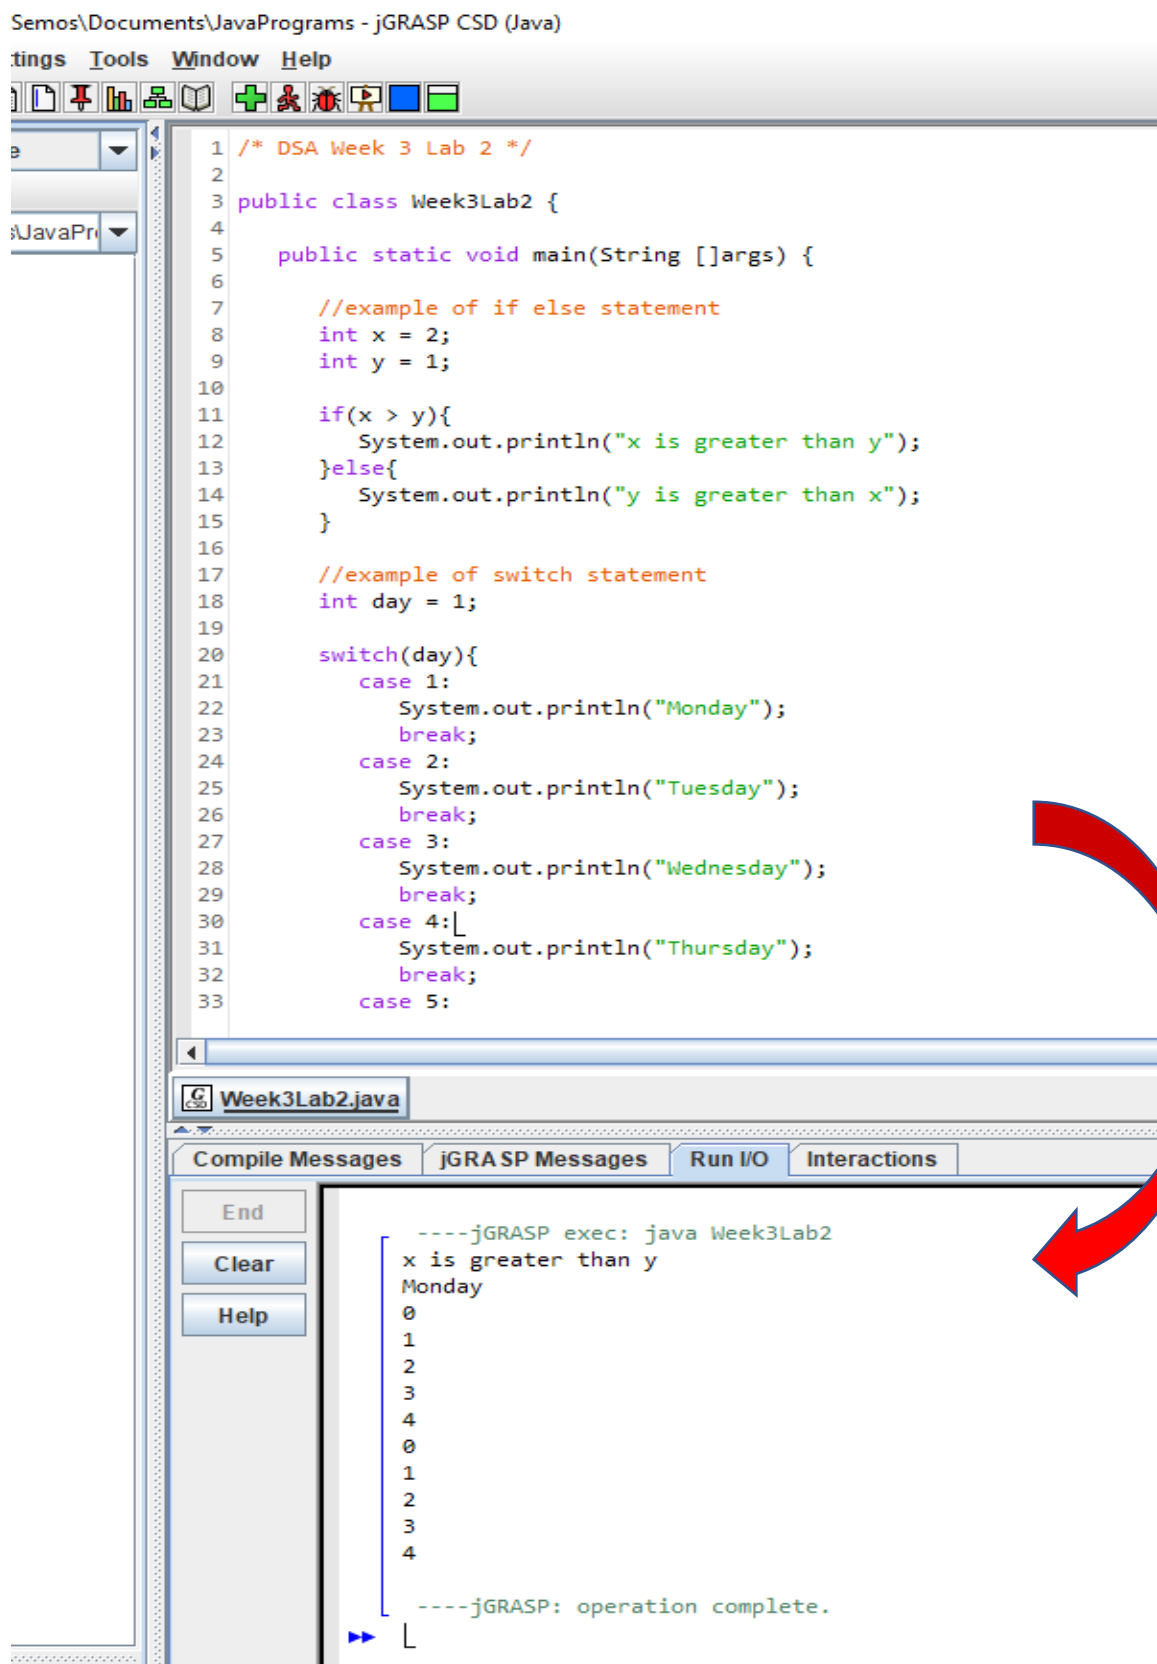 Semos\Documents\JavaPrograms - jGRASP CSD (Java)
tings Tools Window Help
e
1 /* DSA Week 3 Lab 2 */
2
3 public class Week3Lab2 {
4
5 public static void main(String []args) {
6
7 //example of if else statement
8 int x = 2;
9 int y = 1;
10
11 if(x > y){
12 System.out.println("x is greater than y");
13 }else{
14 System.out.println("y is greater than x");
15 }
16
17 //example of switch statement
18 int day = 1;
19
20 switch(day){
21 case 1:
22 System.out.println("Monday");
23 break;
24 case 2:
25 System.out.println("Tuesday");
26 break;
27 case 3:
28 System.out.println("Wednesday");
29 break;
30 case 4:
31 System.out.println("Thursday");
32 break;
33 case 5:
s\JavaPr
G CSD Week3Lab2.java
Compile Messages jGRASP Messages Run I/O Interactions
End
Clear
Help
----jGRASP exec: java Week3Lab2
x is greater than y
Monday
0
1
2
3
4
0
1
2
3
4
----jGRASP: operation complete.